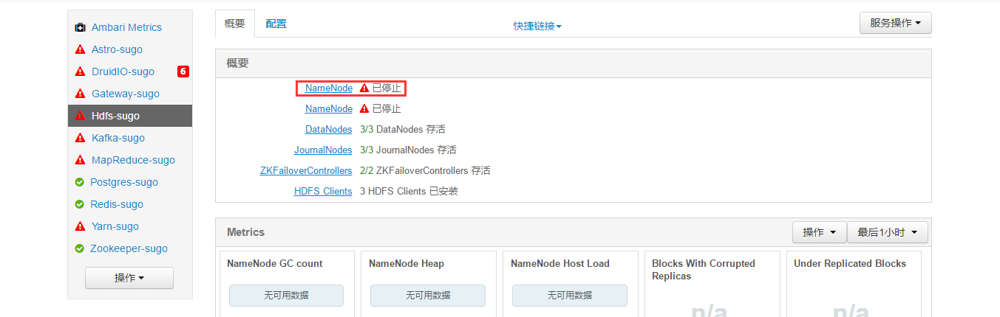 Ambari Metrics
Astro-sugo
DruidIO-sugo 6
Gateway-sugo
Hdfs-sugo
Kafka-sugo
MapReduce-sugo
Postgres-sugo
Redis-sugo
Yarn-sugo
Zookeeper-sugo
操作
概要 配置 快捷链接 服务操作
概要
NameNode 已停止
NameNode 已停止
DataNodes 3/3 DataNodes 存活
JournalNodes 3/3 JournalNodes 存活
ZKFailoverControllers 2/2 ZKFailoverControllers 存活
HDFS Clients 3 HDFS Clients 已安装
Metrics 操作 最后1小时
NameNode GC count
无可用数据
NameNode Heap
无可用数据
NameNode Host Load
无可用数据
Blocks With Corrupted
Replicas
n/a
Under Replicated Blocks
n/a